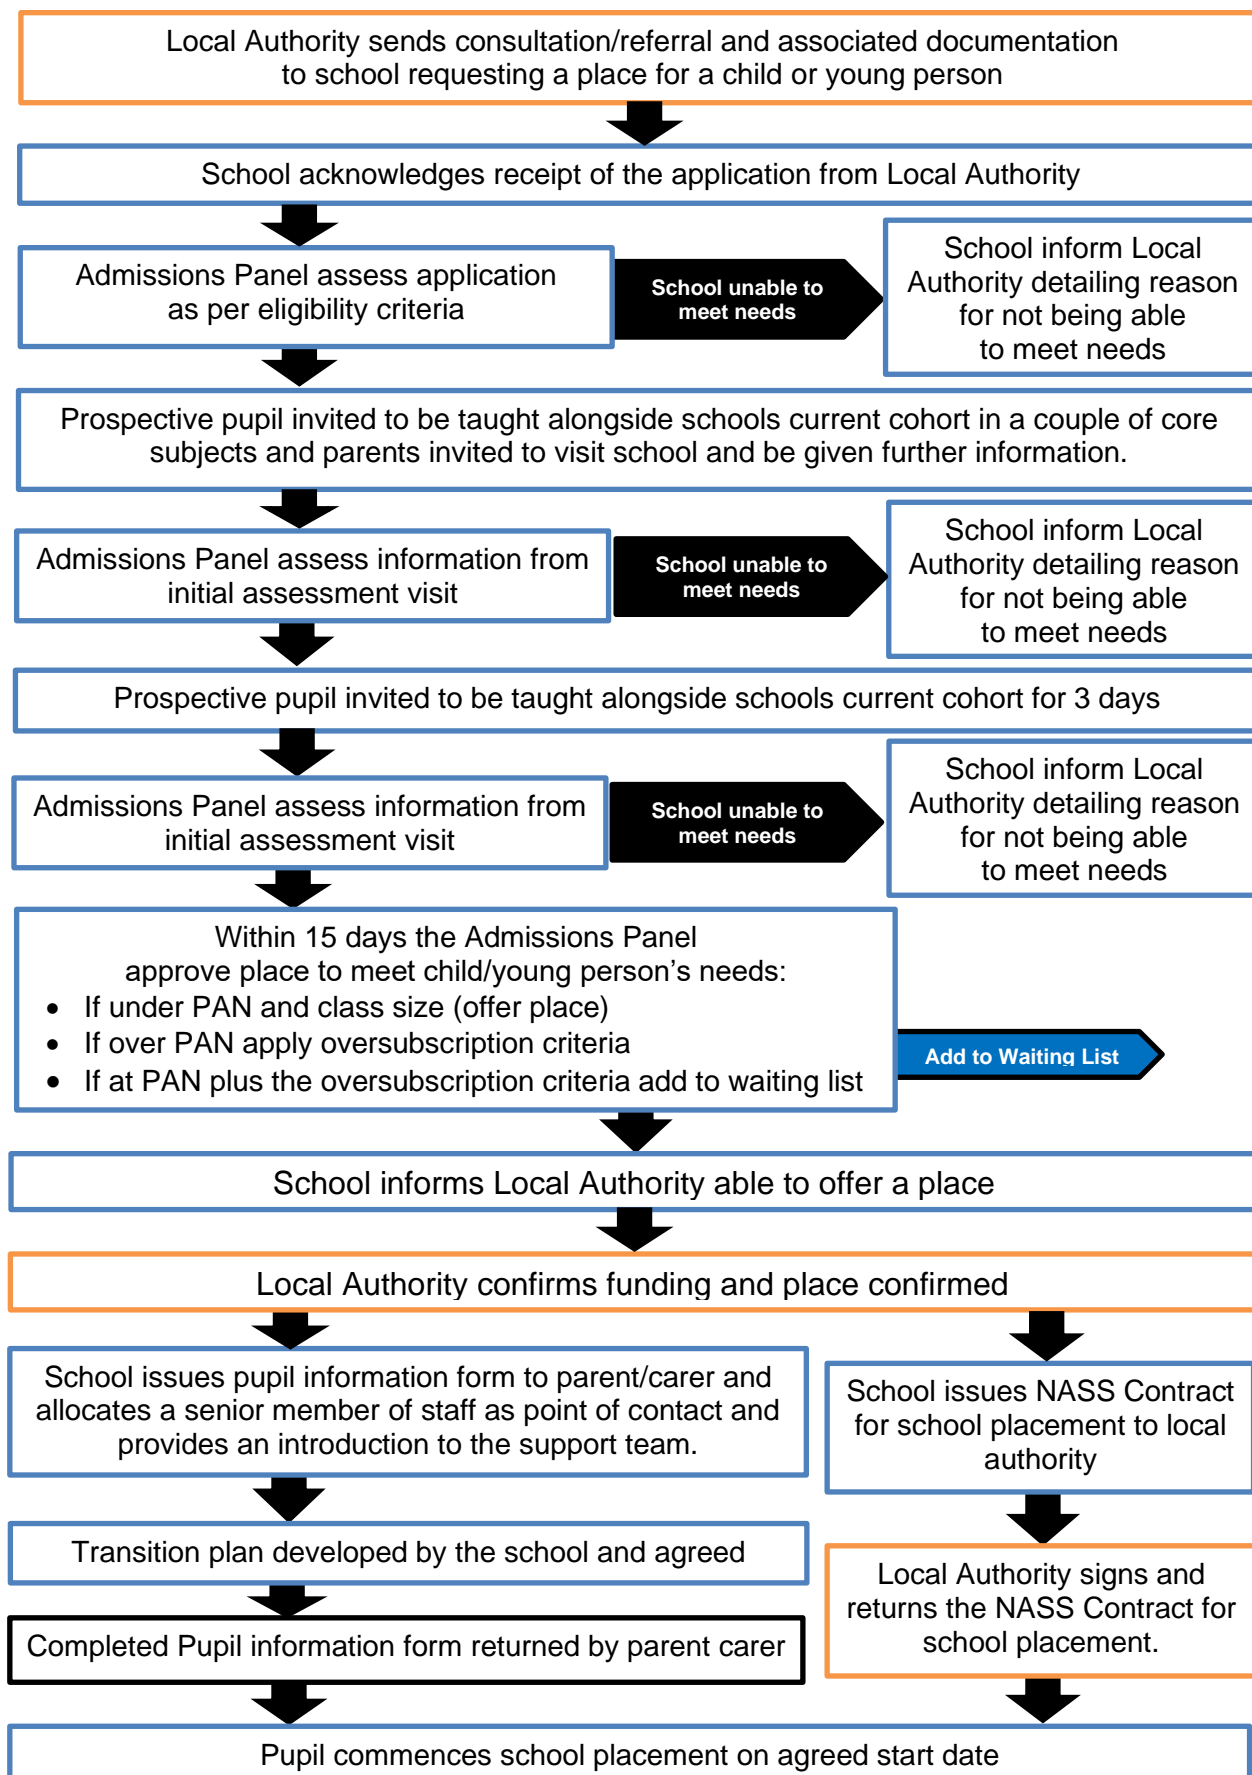 Local Authority sends consultation/referral and associated documentation
to school requesting a place for a child or young person
School acknowledges receipt of the application from Local Authority
Admissions Panel assess application
as per eligibility criteria
School unable to
meet needs
School inform Local
Authority detailing reason
for not being able
to meet needs
Prospective pupil invited to be taught alongside schools current cohort in a couple of core
subjects and parents invited to visit school and be given further information.
Admissions Panel assess information from
initial assessment visit
School unable to
meet needs
School inform Local
Authority detailing reason
for not being able
to meet needs
Prospective pupil invited to be taught alongside schools current cohort for 3 days
Admissions Panel assess information from
initial assessment visit
School unable to
meet needs
School inform Local
Authority detailing reason
for not being able
to meet needs
Within 15 days the Admissions Panel
approve place to meet child/young person’s needs:
• If under PAN and class size (offer place)
• If over PAN apply oversubscription criteria
• If at PAN plus the oversubscription criteria add to waiting list
Add to Waiting List
School informs Local Authority able to offer a place
Local Authority confirms funding and place confirmed
School issues pupil information form to parent/carer and
allocates a senior member of staff as point of contact and
provides an introduction to the support team.
School issues NASS Contract
for school placement to local
authority
Transition plan developed by the school and agreed
Local Authority signs and
returns the NASS Contract for
school placement.
Completed Pupil information form returned by parent carer
Pupil commences school placement on agreed start date